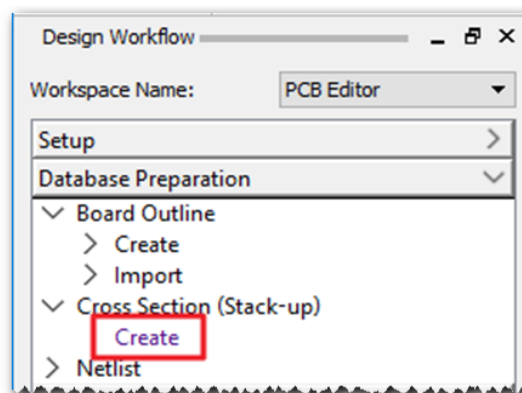 Design Workflow
Workspace Name: PCB Editor
Setup
Database Preparation
Board Outline
Create
Import
Cross Section (Stack-up)
Create
Netlist